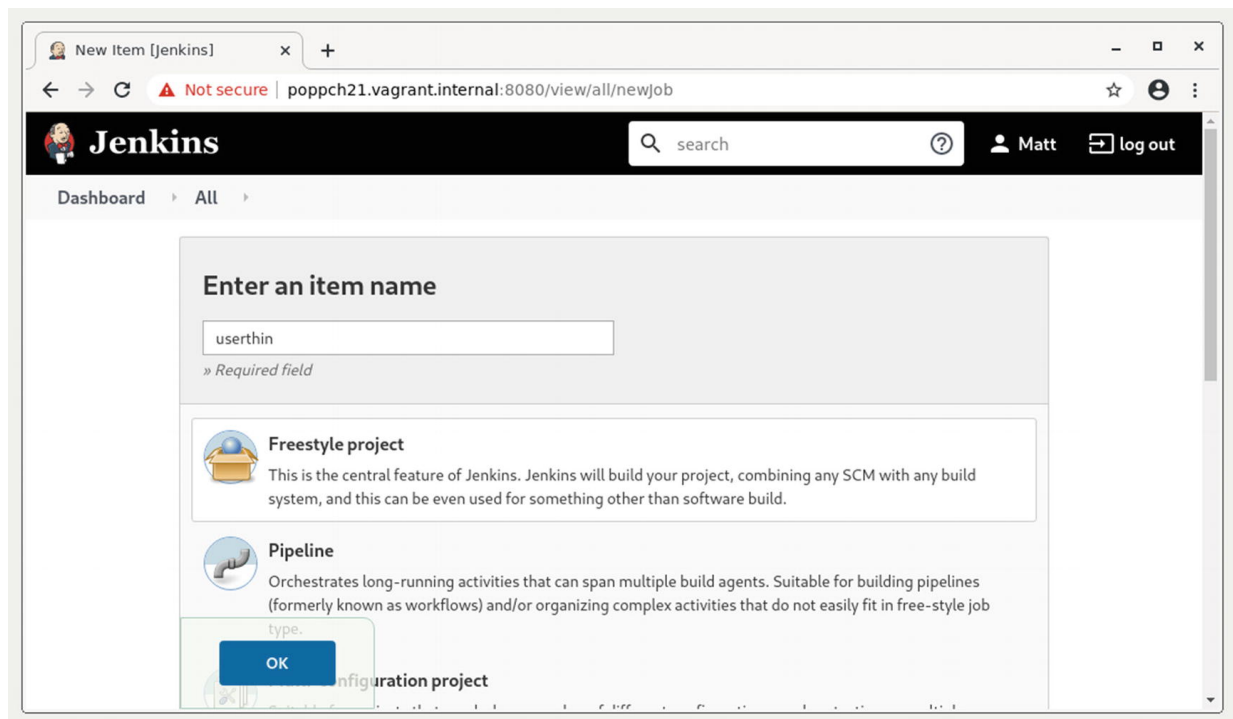 New Item [Jenkins]
Not secure poppch21.vagrant.internal:8080/view/all/newJob
Jenkins
search
Matt
log out
Dashboard All
Enter an item name
userthin
» Required field
Freestyle project
This is the central feature of Jenkins. Jenkins will build your project, combining any SCM with any build
system, and this can be even used for something other than software build.
Pipeline
Orchestrates long-running activities that can span multiple build agents. Suitable for building pipelines
(formerly known as workflows) and/or organizing complex activities that do not easily fit in free-style job
type.
OK
configuration project